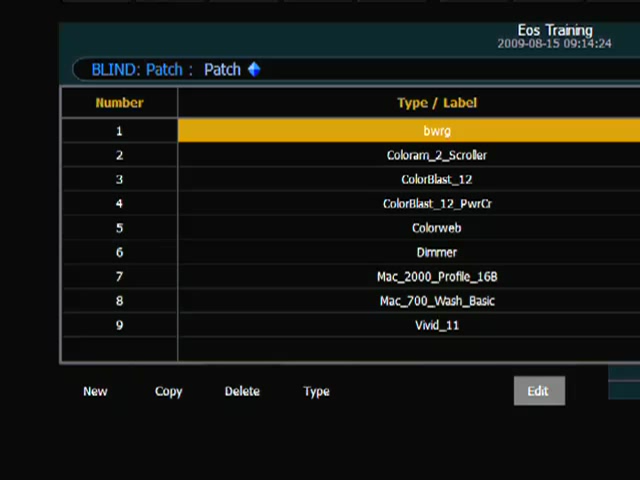 Eos Training
2009-08-15 09:14:24
BLIND: Patch : Patch
Number Type / Label
1 bwrg
2 Coloram_2_Scroller
3 ColorBlast_12
4 ColorBlast_12_PwrCr
5 Colorweb
6 Dimmer
7 Mac_2000_Profile_16B
8 Mac_700_Wash_Basic
9 Vivid_11
New Copy Delete Type Edit